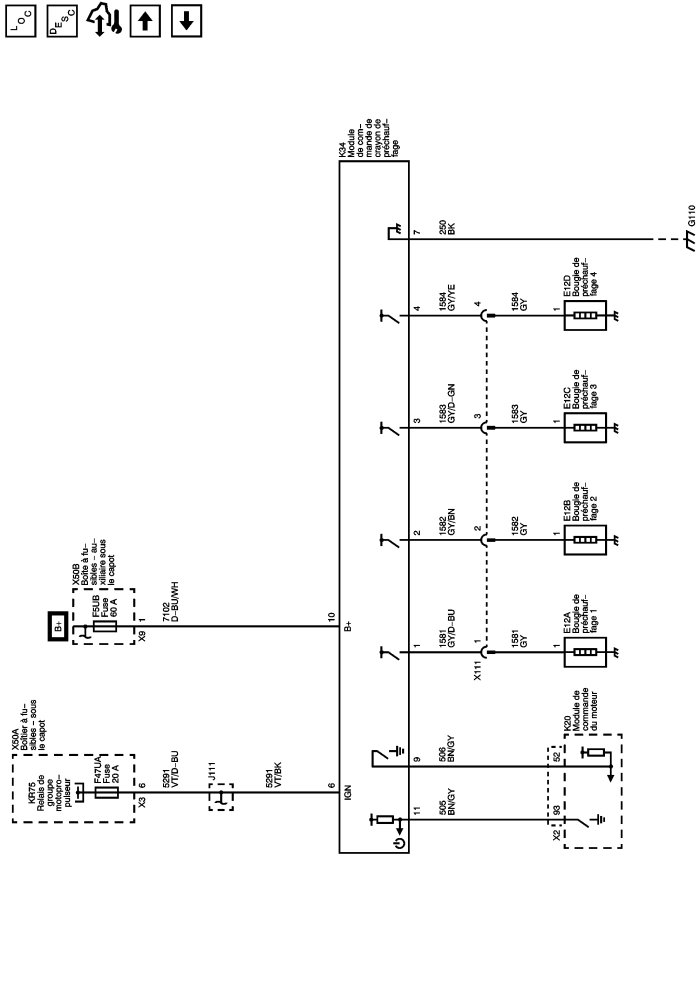 LOC
DESC
K34
Module
de com–
mande de
crayon de
préchauf–
fage
X50A
Boîtier à fu–
sibles – sous
le capot
KR75
Relais de
groupe
motopro–
pulseur
F47UA
Fuse
20 A
X3
6
5291
VT/D–BU
J111
5291
VT/BK
6
IGN
B+
X50B
Boîte à fu–
sibles – au–
xiliaire sous
le capot
F5UB
Fuse
60 A
X9
1
7102
D–BU/WH
10
B+
11
505
BN/GY
X2
93
9
506
BN/GY
52
K20
Module de
commande
du moteur
1
1581
GY/D–BU
X111
1
1581
GY
1
E12A
Bougie de
préchauf–
fage 1
2
1582
GY/BN
2
1582
GY
1
E12B
Bougie de
préchauf–
fage 2
3
1583
GY/D–GN
3
1583
GY
1
E12C
Bougie de
préchauf–
fage 3
4
1584
GY/YE
4
1584
GY
1
E12D
Bougie de
préchauf–
fage 4
7
250
BK
G110